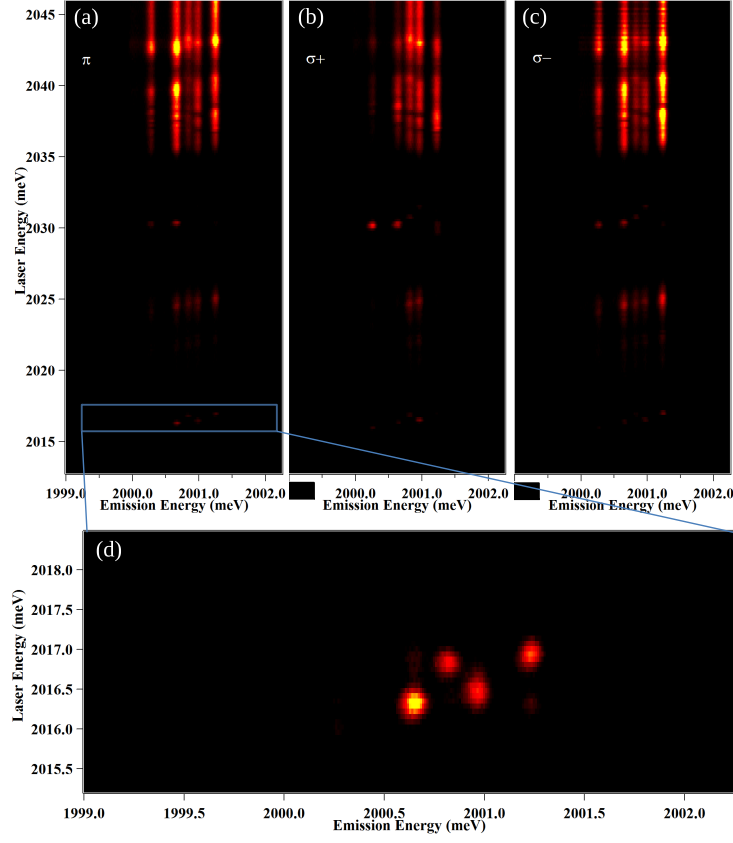 (a)
(b)
(c)
π
σ+
σ−
2045
2040
2035
2030
2025
2020
2015
Laser Energy (meV)
1999.0
2000.0
2001.0
2002.0
2000.0
2001.0
2002.0
2000.0
2001.0
2002.0
Emission Energy (meV)
Emission Energy (meV)
Emission Energy (meV)
(d)
2018.0
2017.5
2017.0
2016.5
2016.0
2015.5
Laser Energy (meV)
1999.0
1999.5
2000.0
2000.5
2001.0
2001.5
2002.0
Emission Energy (meV)